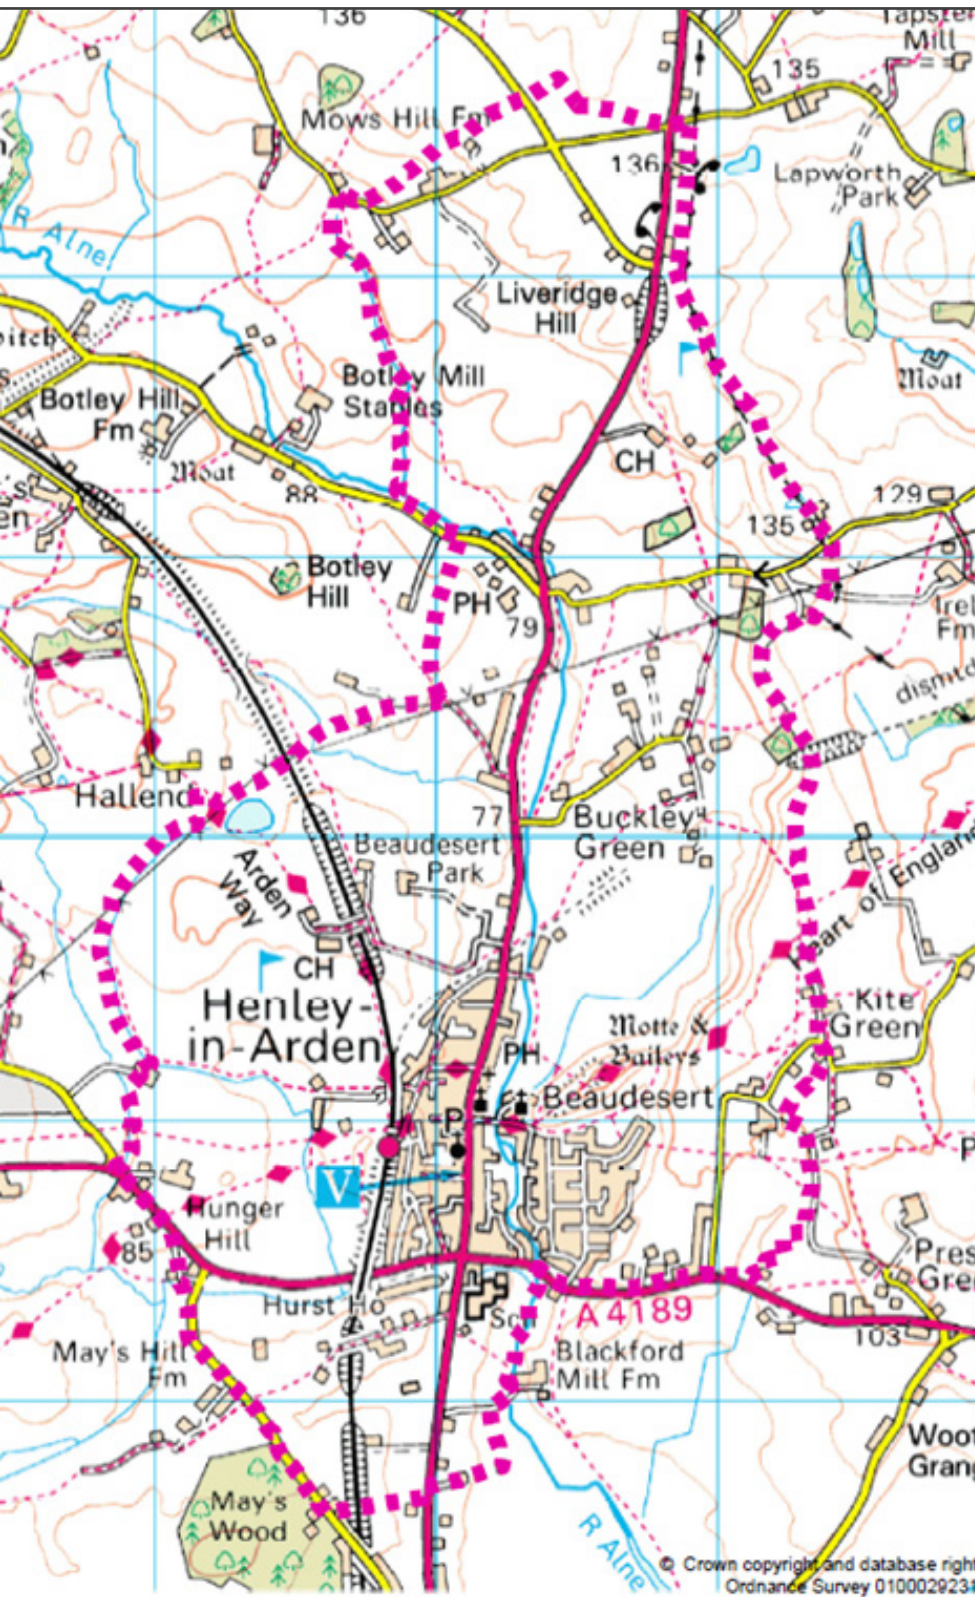 136
Tapster
Mill
135
Mows Hill Fm
136
Lapworth
Park
R Alne
Liveridge
Hill
Botley Mill
Stables
Moat
Botley Hill
Fm
Moat
CH
88
129
135
Botley
Hill
PH
79
Fm
Hallend
77
Buckley
Green
Beaudesert
Park
Arden
Way
Heart of England
CH
Henley-
in-Arden
Kite
Green
Motte &
Baileys
PH
Beaudesert
P
V
Hunger
Hill
85
Hurst Ho
Sch
A 4189
103
May's Hill
Fm
Blackford
Mill Fm
May's
Wood
R Alne
© Crown copyright and database right
Ordnance Survey 0100029231